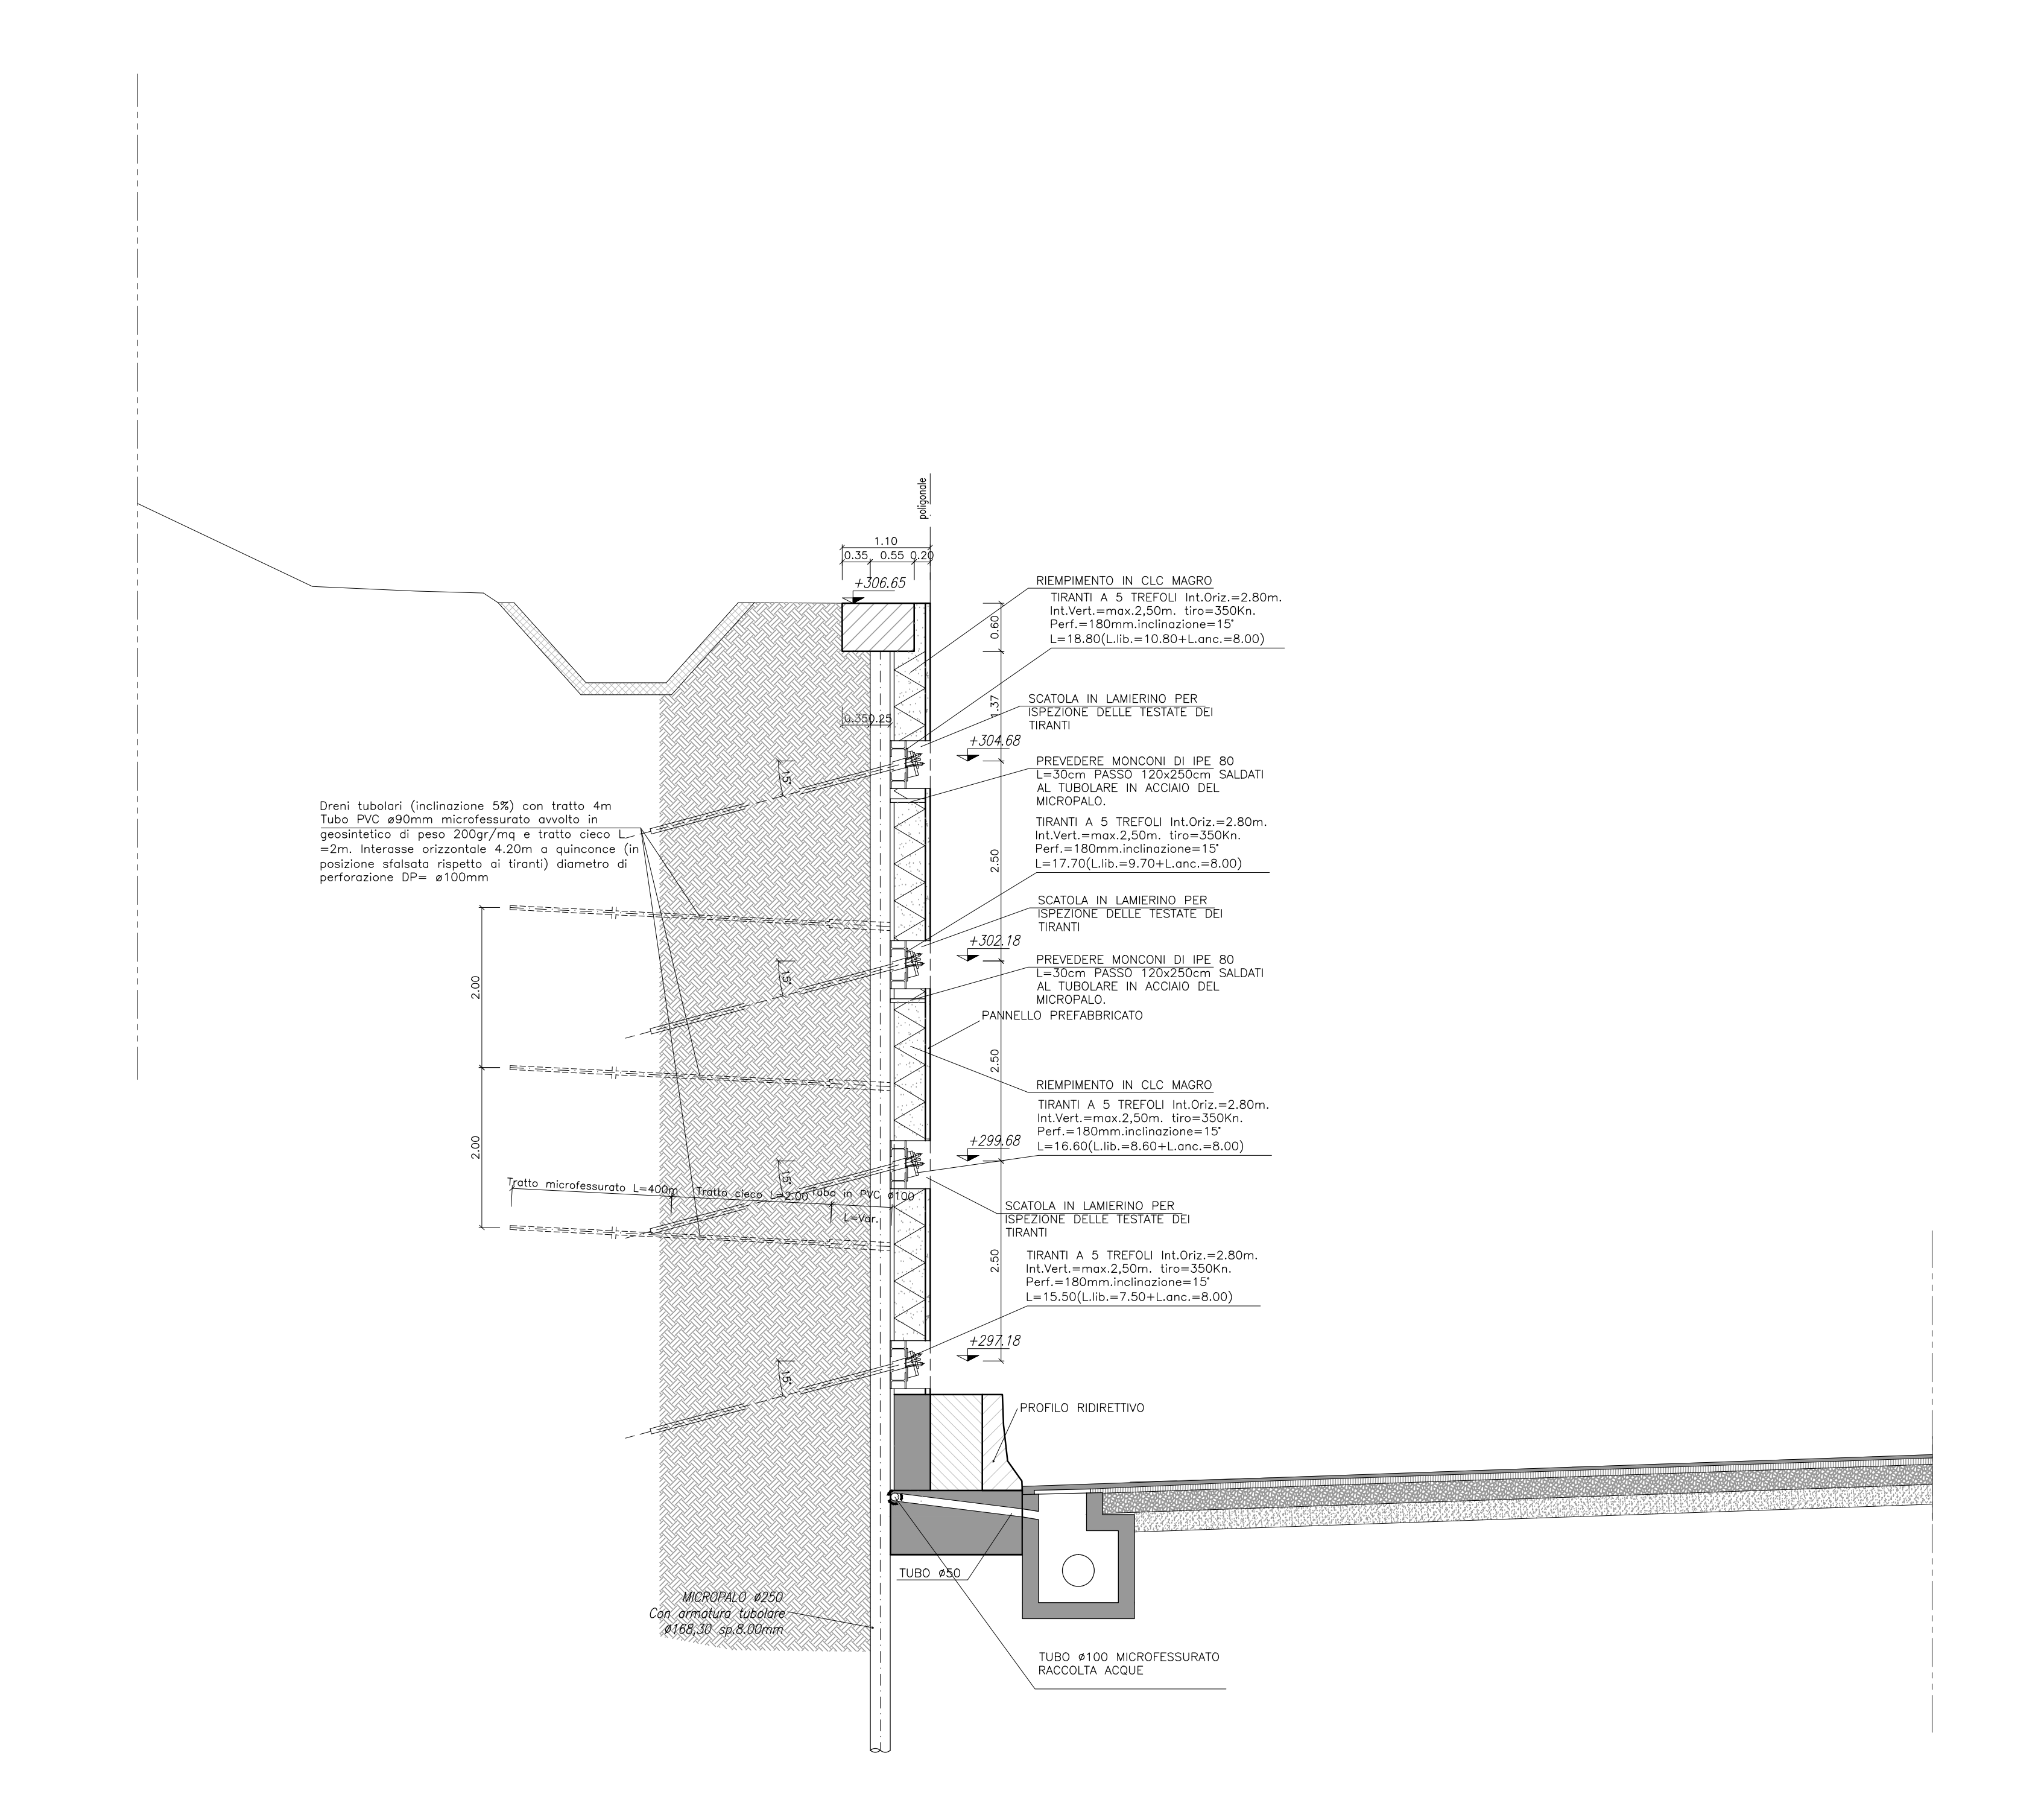 poligonale
1.10
0.35 0.55 0.20
+306.65
RIEMPIMENTO IN CLC MAGRO
TIRANTI A 5 TREFOLI Int.Oriz.=2.80m.
Int.Vert.=max.2,50m. tiro=350Kn.
Perf.=180mm.inclinazione=15°
L=18.80(L.lib.=10.80+L.anc.=8.00)
0.60
SCATOLA IN LAMIERINO PER
ISPEZIONE DELLE TESTATE DEI
TIRANTI
1.37
0.35 0.25
+304.68
15°
PREVEDERE MONCONI DI IPE 80
L=30cm PASSO 120x250cm SALDATI
AL TUBOLARE IN ACCIAIO DEL
MICROPALO.
Dreni tubolari (inclinazione 5%) con tratto 4m
Tubo PVC ø90mm microfessurato avvolto in
geosintetico di peso 200gr/mq e tratto cieco L
=2m. Interasse orizzontale 4.20m a quinconce (in
posizione sfalsata rispetto ai tiranti) diametro di
perforazione DP= ø100mm
TIRANTI A 5 TREFOLI Int.Oriz.=2.80m.
Int.Vert.=max.2,50m. tiro=350Kn.
Perf.=180mm.inclinazione=15°
L=17.70(L.lib.=9.70+L.anc.=8.00)
2.50
SCATOLA IN LAMIERINO PER
ISPEZIONE DELLE TESTATE DEI
TIRANTI
+302.18
15°
PREVEDERE MONCONI DI IPE 80
L=30cm PASSO 120x250cm SALDATI
AL TUBOLARE IN ACCIAIO DEL
MICROPALO.
2.00
PANNELLO PREFABBRICATO
2.50
RIEMPIMENTO IN CLC MAGRO
TIRANTI A 5 TREFOLI Int.Oriz.=2.80m.
Int.Vert.=max.2,50m. tiro=350Kn.
Perf.=180mm.inclinazione=15°
L=16.60(L.lib.=8.60+L.anc.=8.00)
+299.68
2.00
15°
Tratto microfessurato L=400m
Tratto cieco L=2.00
Tubo in PVC ø100
L=Var.
SCATOLA IN LAMIERINO PER
ISPEZIONE DELLE TESTATE DEI
TIRANTI
2.50
TIRANTI A 5 TREFOLI Int.Oriz.=2.80m.
Int.Vert.=max.2,50m. tiro=350Kn.
Perf.=180mm.inclinazione=15°
L=15.50(L.lib.=7.50+L.anc.=8.00)
+297.18
15°
PROFILO RIDIRETTIVO
TUBO ø50
MICROPALO ø250
Con armatura tubolare
ø168,30 sp.8.00mm
TUBO ø100 MICROFESSURATO
RACCOLTA ACQUE